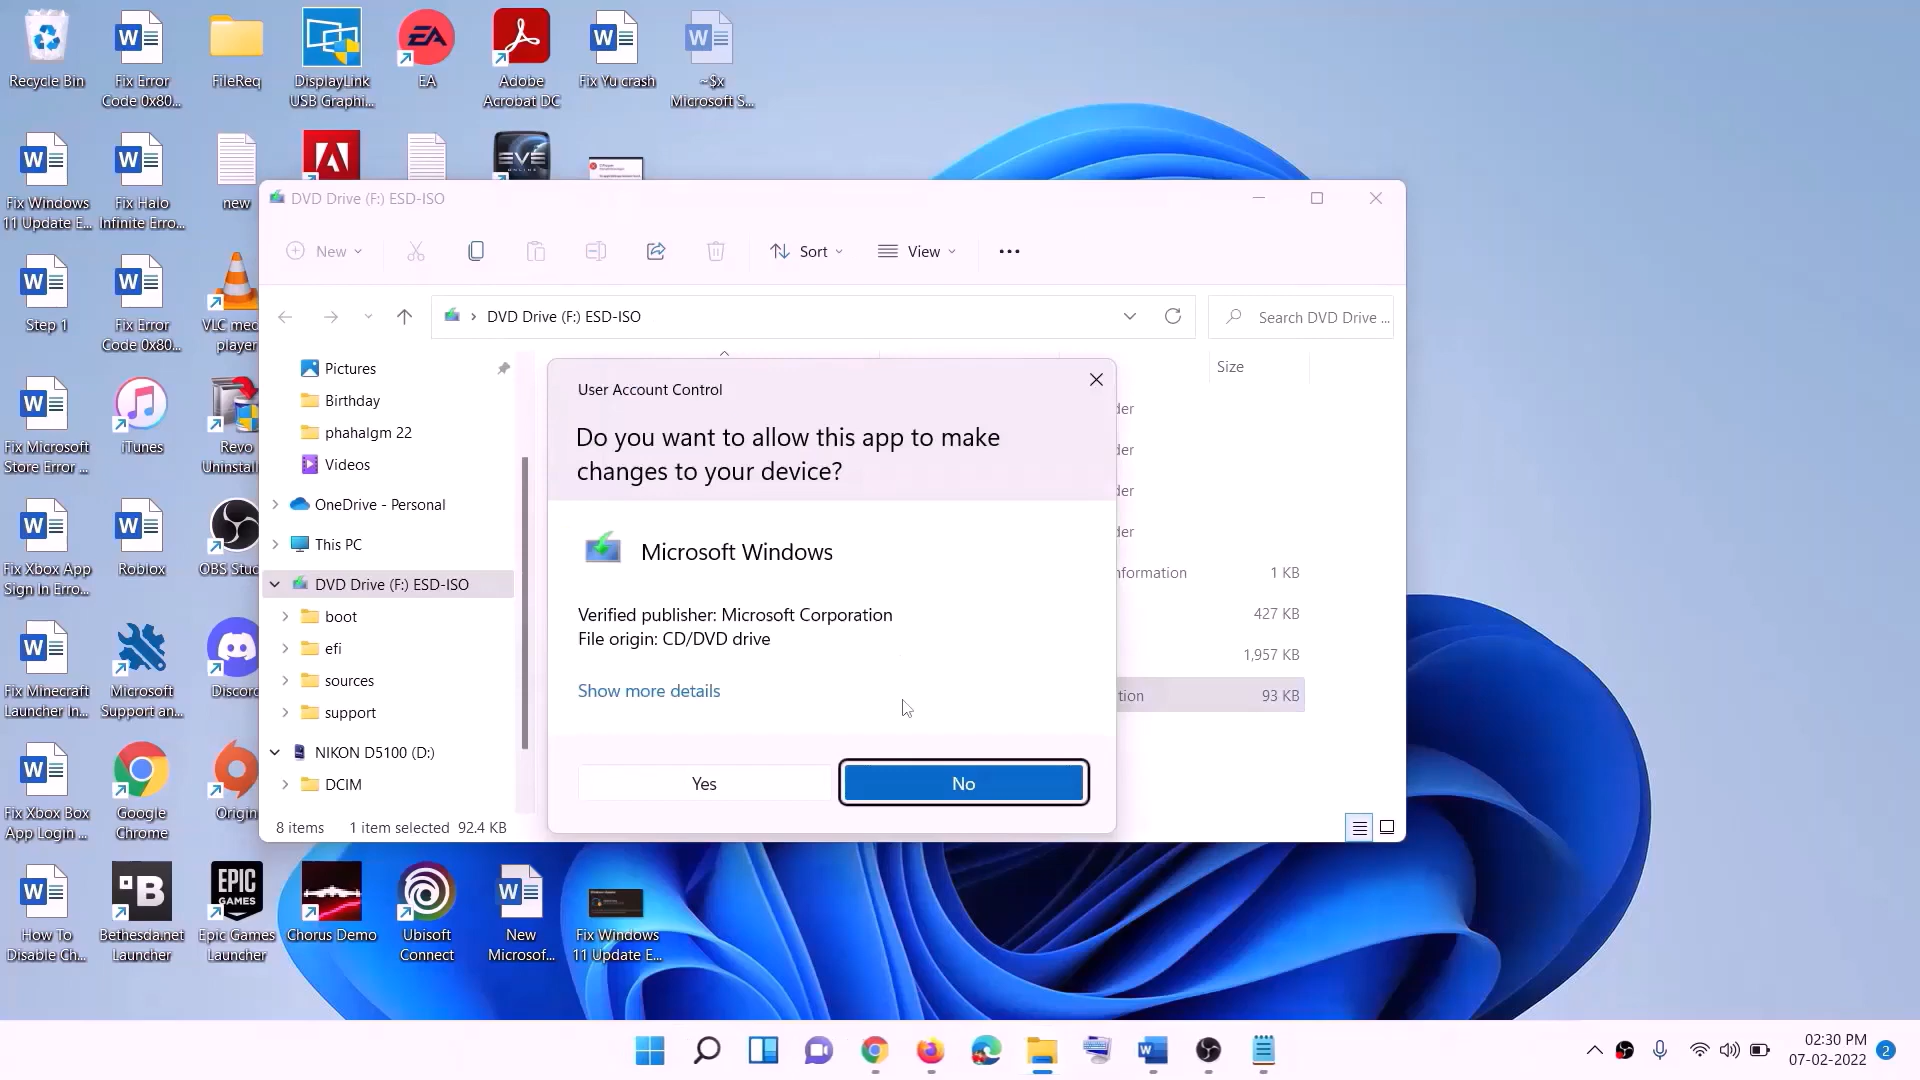 Recycle Bin
Fix Error
Code 0x80...
FileReq
DisplayLink
USB Graphi...
EA
Adobe
Acrobat DC
Fix Yu crash
~$x
Microsoft S...
Fix Windows
11 Update E...
Fix Halo
Infinite Erro...
new
EVE
ONLINE
Step 1
Fix Error
Code 0x80...
VLC med
player
Fix Microsoft
Store Error ...
iTunes
Revo
Uninstall
Fix Xbox App
Sign In Erro...
Roblox
OBS Stud
Fix Minecraft
Launcher In...
Microsoft
Support an...
Discord
Fix Xbox Box
App Login ...
Google
Chrome
Origin
How To
Disable Ch...
Bethesda.net
Launcher
EPIC
GAMES
Epic Games
Launcher
Chorus Demo
Ubisoft
Connect
New
Microsof...
Fix Windows
11 Update E...
DVD Drive (F:) ESD-ISO
New
Sort
View
DVD Drive (F:) ESD-ISO
Search DVD Drive ...
Pictures
Birthday
phahalgm 22
Videos
OneDrive - Personal
This PC
DVD Drive (F:) ESD-ISO
boot
efi
sources
support
NIKON D5100 (D:)
DCIM
8 items 1 item selected 92.4 KB
Size
der
der
der
der
nformation 1 KB
427 KB
1,957 KB
tion 93 KB
User Account Control
Do you want to allow this app to make
changes to your device?
Microsoft Windows
Verified publisher: Microsoft Corporation
File origin: CD/DVD drive
Show more details
Yes
No
02:30 PM
07-02-2022
2